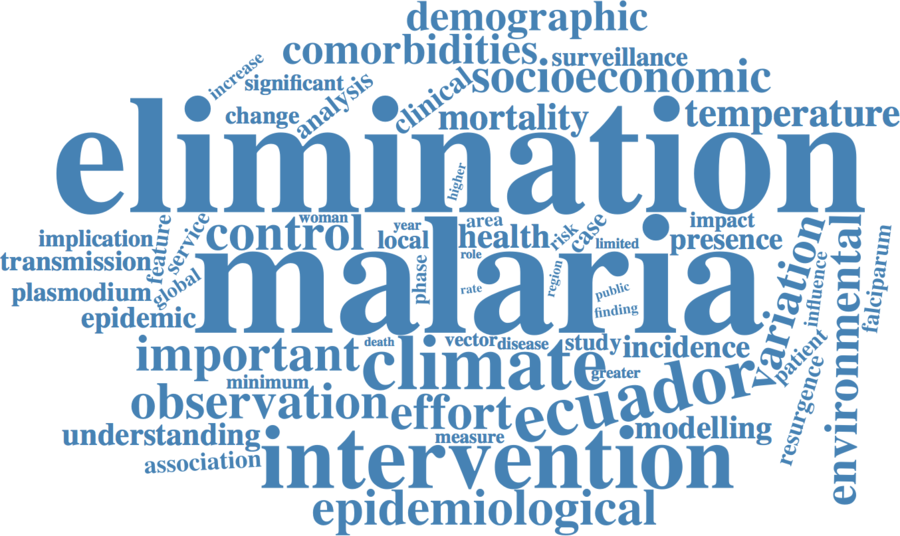 demographic
comorbidities
surveillance
increase
significant
analysis
clinical
socioeconomic
change
mortality
temperature
elimination
higher
implication
feature
service
woman
control
year
local
area
health
risk
case
limited
impact
presence
variation
environmental
influence
falciparum
transmission
global
phase
role
region
plasmodium
rate
public
finding
epidemic
malaria
important
death
climate
vector
disease
study
incidence
patient
minimum
greater
resurgence
observation
effort
ecuador
understanding
measure
modelling
association
intervention
epidemiological